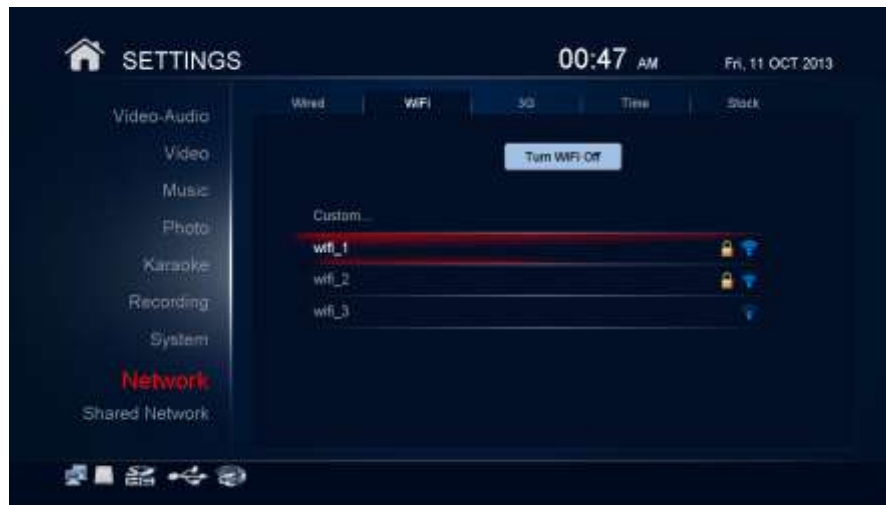 SETTINGS
00:47 AM
Fri, 11 OCT 2013
Wired
WiFi
3G
Time
Stock
Video-Audio
Video
Music
Photo
Karaoke
Recording
System
Network
Shared Network
Turn WiFi Off
Custom...
wifi_1
wifi_2
wifi_3